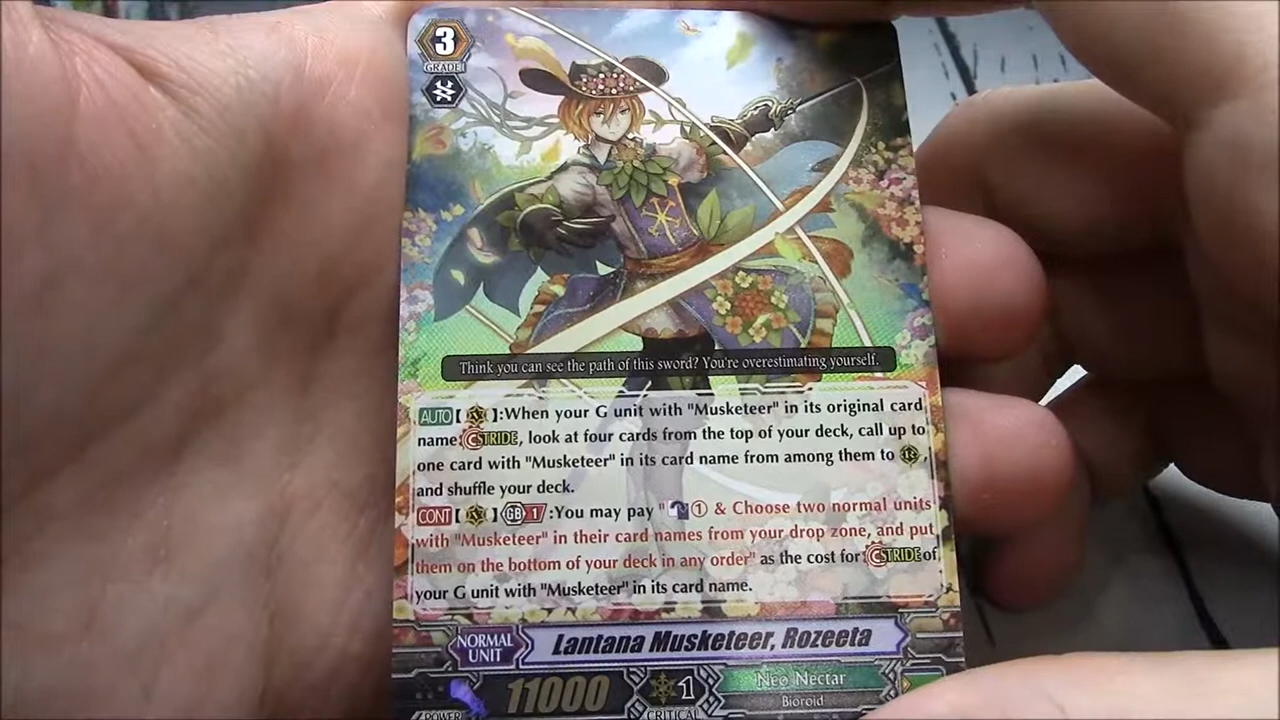 3
GRADE
Think you can see the path of this sword? You're overestimating yourself.
AUTO【 】:When your G unit with "Musketeer" in its original card
name STRIDE, look at four cards from the top of your deck, call up to
one card with "Musketeer" in its card name from among them to ,
and shuffle your deck.
CONT【 】GB 1:You may pay " ① & Choose two normal units
with "Musketeer" in their card names from your drop zone, and put
them on the bottom of your deck in any order" as the cost for STRIDE of
your G unit with "Musketeer" in its card name.
NORMAL
UNIT
Lantana Musketeer, Rozeeta
POWER
11000
1
CRITICAL
Neo Nectar
Bioroid